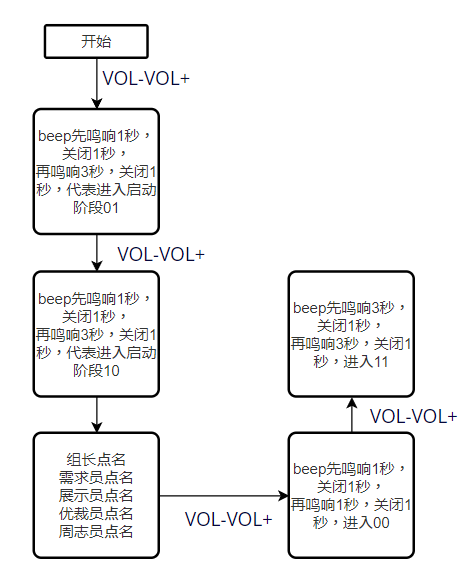 开始
VOL-VOL+
beep先鸣响1秒，
关闭1秒，
再鸣响3秒，关闭1
秒，代表进入启动
阶段01
VOL-VOL+
beep先鸣响1秒，
关闭1秒，
再鸣响3秒，关闭1
秒，代表进入启动
阶段10
组长点名
需求员点名
展示员点名
优裁员点名
周志员点名
VOL-VOL+
beep先鸣响1秒，
关闭1秒，
再鸣响1秒，关闭1
秒，进入00
VOL-VOL+
beep先鸣响3秒，
关闭1秒，
再鸣响3秒，关闭1
秒，进入11